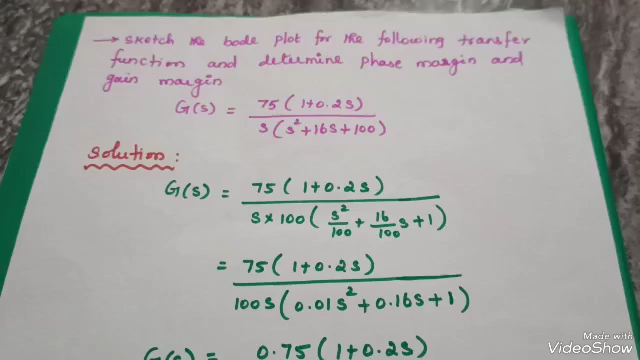 → sketch the bode plot for the following transfer
function and determine phase margin and
gain margin
G(s) = 75(1+0.2s) / s(s²+16s+100)
Solution:
G(s) = 75(1+0.2s) / s×100(s²/100 + 16/100 s+1)
= 75(1+0.2s) / 100s(0.01s²+0.16s+1)
G(s) = 0.75(1+0.2s)
Made with
VideoShow